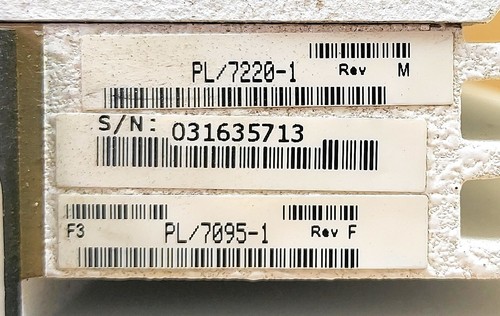 PL/7220-1 Rev M
S/N: 031635713
F3 PL/7095-1 Rev F